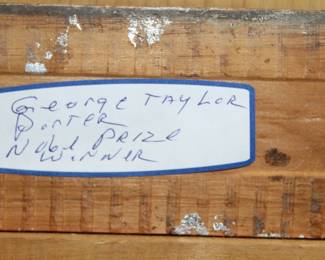 George TAYLOR
Porter
Nobel PRIZE
WINNER